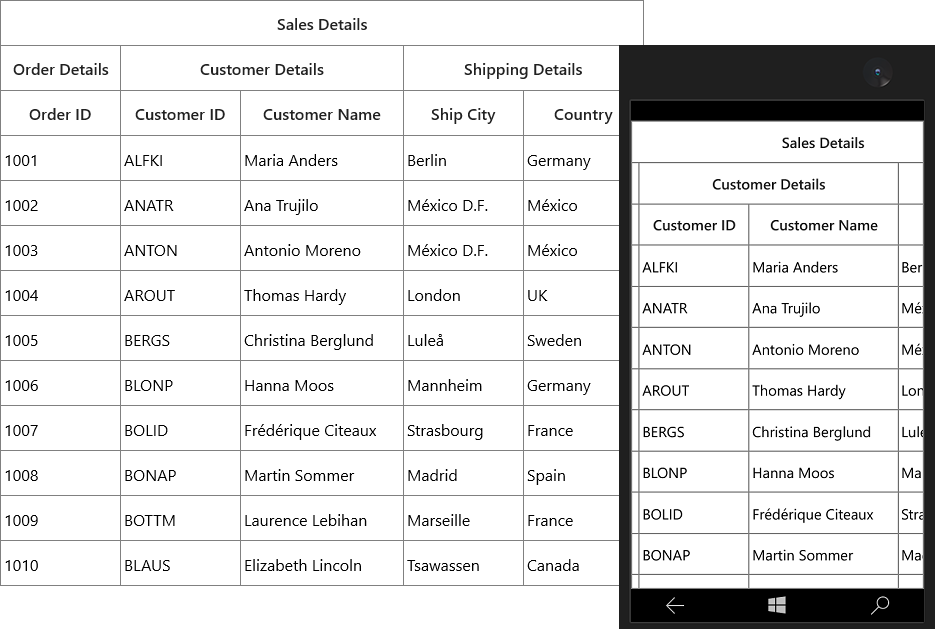 Sales Details
Order Details Customer Details Shipping Details
Order ID Customer ID Customer Name Ship City Country
1001 ALFKI Maria Anders Berlin Germany
1002 ANATR Ana Trujilo México D.F. México
1003 ANTON Antonio Moreno México D.F. México
1004 AROUT Thomas Hardy London UK
1005 BERGS Christina Berglund Luleå Sweden
1006 BLONP Hanna Moos Mannheim Germany
1007 BOLID Frédérique Citeaux Strasbourg France
1008 BONAP Martin Sommer Madrid Spain
1009 BOTTM Laurence Lebihan Marseille France
1010 BLAUS Elizabeth Lincoln Tsawassen Canada
Sales Details
Customer Details
Customer ID Customer Name
ALFKI Maria Anders Ber
ANATR Ana Trujilo Mé
ANTON Antonio Moreno Mé
AROUT Thomas Hardy Lon
BERGS Christina Berglund Lule
BLONP Hanna Moos Ma
BOLID Frédérique Citeaux Stra
BONAP Martin Sommer Ma